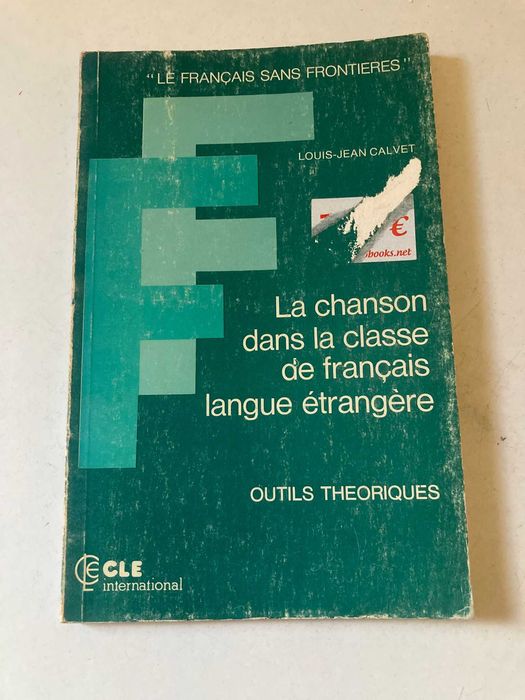 "LE FRANÇAIS SANS FRONTIERES"
LOUIS-JEAN CALVET
€
books.net
La chanson
dans la classe
de français
langue étrangère
OUTILS THEORIQUES
CLE
international